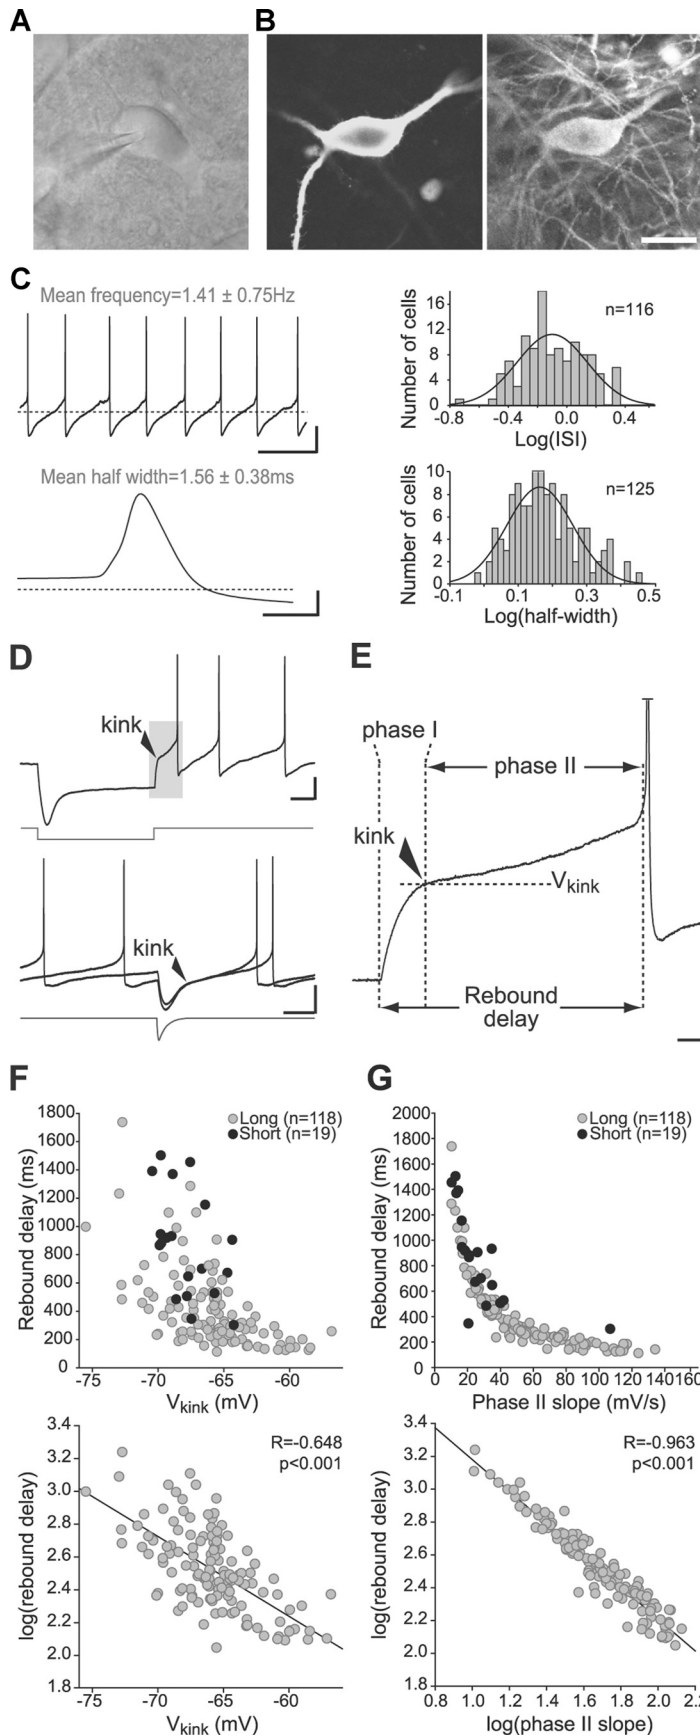 A
B
C
Mean frequency=1.41 ± 0.75Hz
Mean half width=1.56 ± 0.38ms
Number of cells
16
12
8
4
0
n=116
-0.8
-0.4
0.0
0.4
Log(ISI)
Number of cells
10
8
6
4
2
0
n=125
-0.1
0.1
0.3
0.5
Log(half-width)
D
kink
kink
E
phase I
phase II
kink
Vkink
Rebound
delay
F
Rebound delay (ms)
1800
1600
1400
1200
1000
800
600
400
200
0
Long (n=118)
Short (n=19)
-75
-70
-65
-60
Vkink (mV)
G
Rebound delay (ms)
2000
1800
1600
1400
1200
1000
800
600
400
200
0
Long (n=118)
Short (n=19)
0
20
40
60
80
100
120
140
160
Phase II slope (mV/s)
log(rebound delay)
3.4
3.2
3.0
2.8
2.6
2.4
2.2
2.0
1.8
R=-0.648
p<0.001
-75
-70
-65
-60
Vkink (mV)
log(rebound delay)
3.4
3.2
3.0
2.8
2.6
2.4
2.2
2.0
1.8
R=-0.963
p<0.001
0.8
1.0
1.2
1.4
1.6
1.8
2.0
2.2
log(phase II slope)